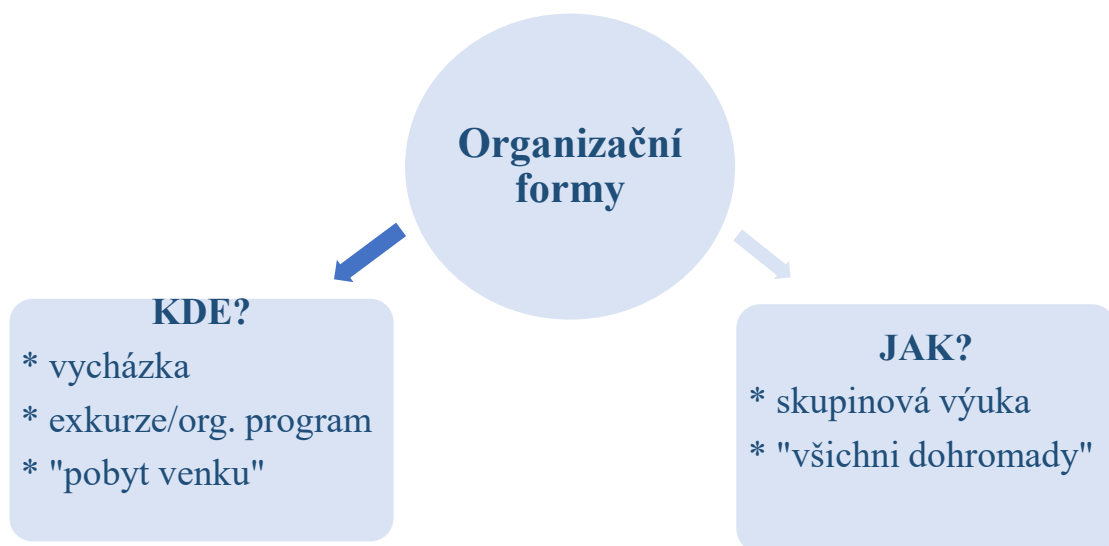 Organizační
formy
KDE?
* vycházka
* exkurze/org. program
* "pobyt venku"
JAK?
* skupinová výuka
* "všichni dohromady"